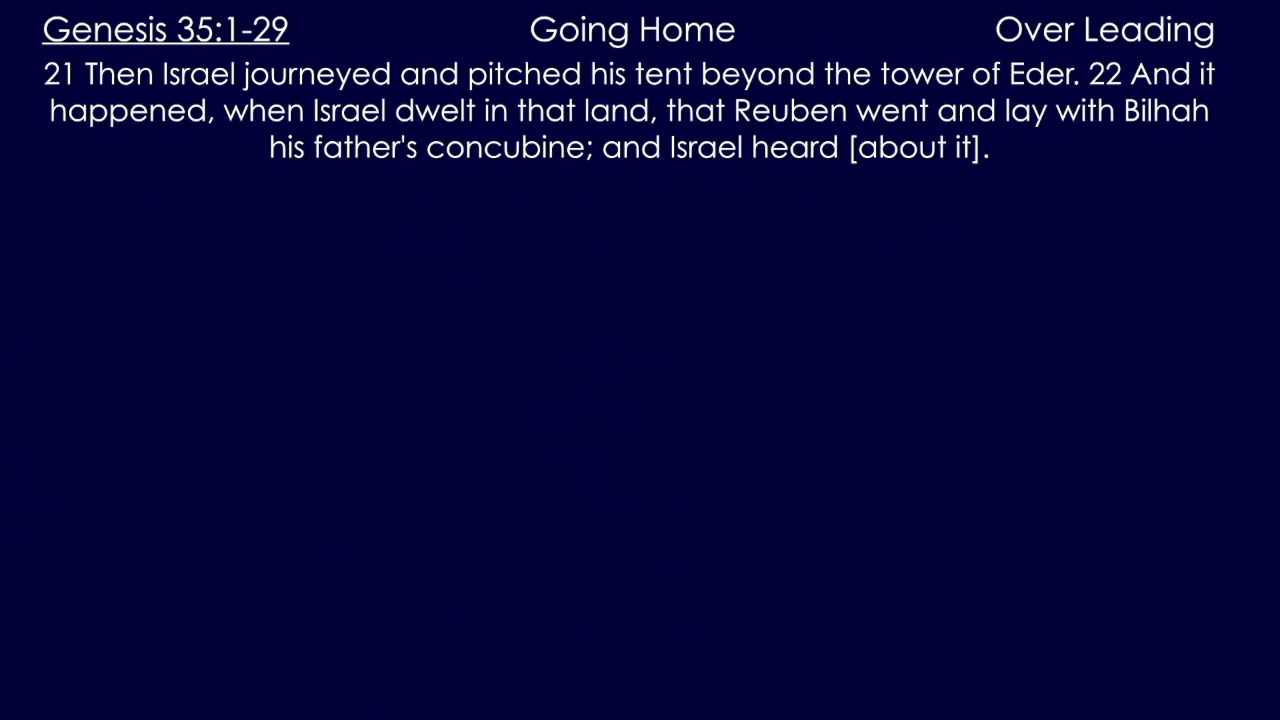 Genesis 35:1-29 Going Home Over Leading
21 Then Israel journeyed and pitched his tent beyond the tower of Eder. 22 And it
happened, when Israel dwelt in that land, that Reuben went and lay with Bilhah
his father's concubine; and Israel heard [about it].